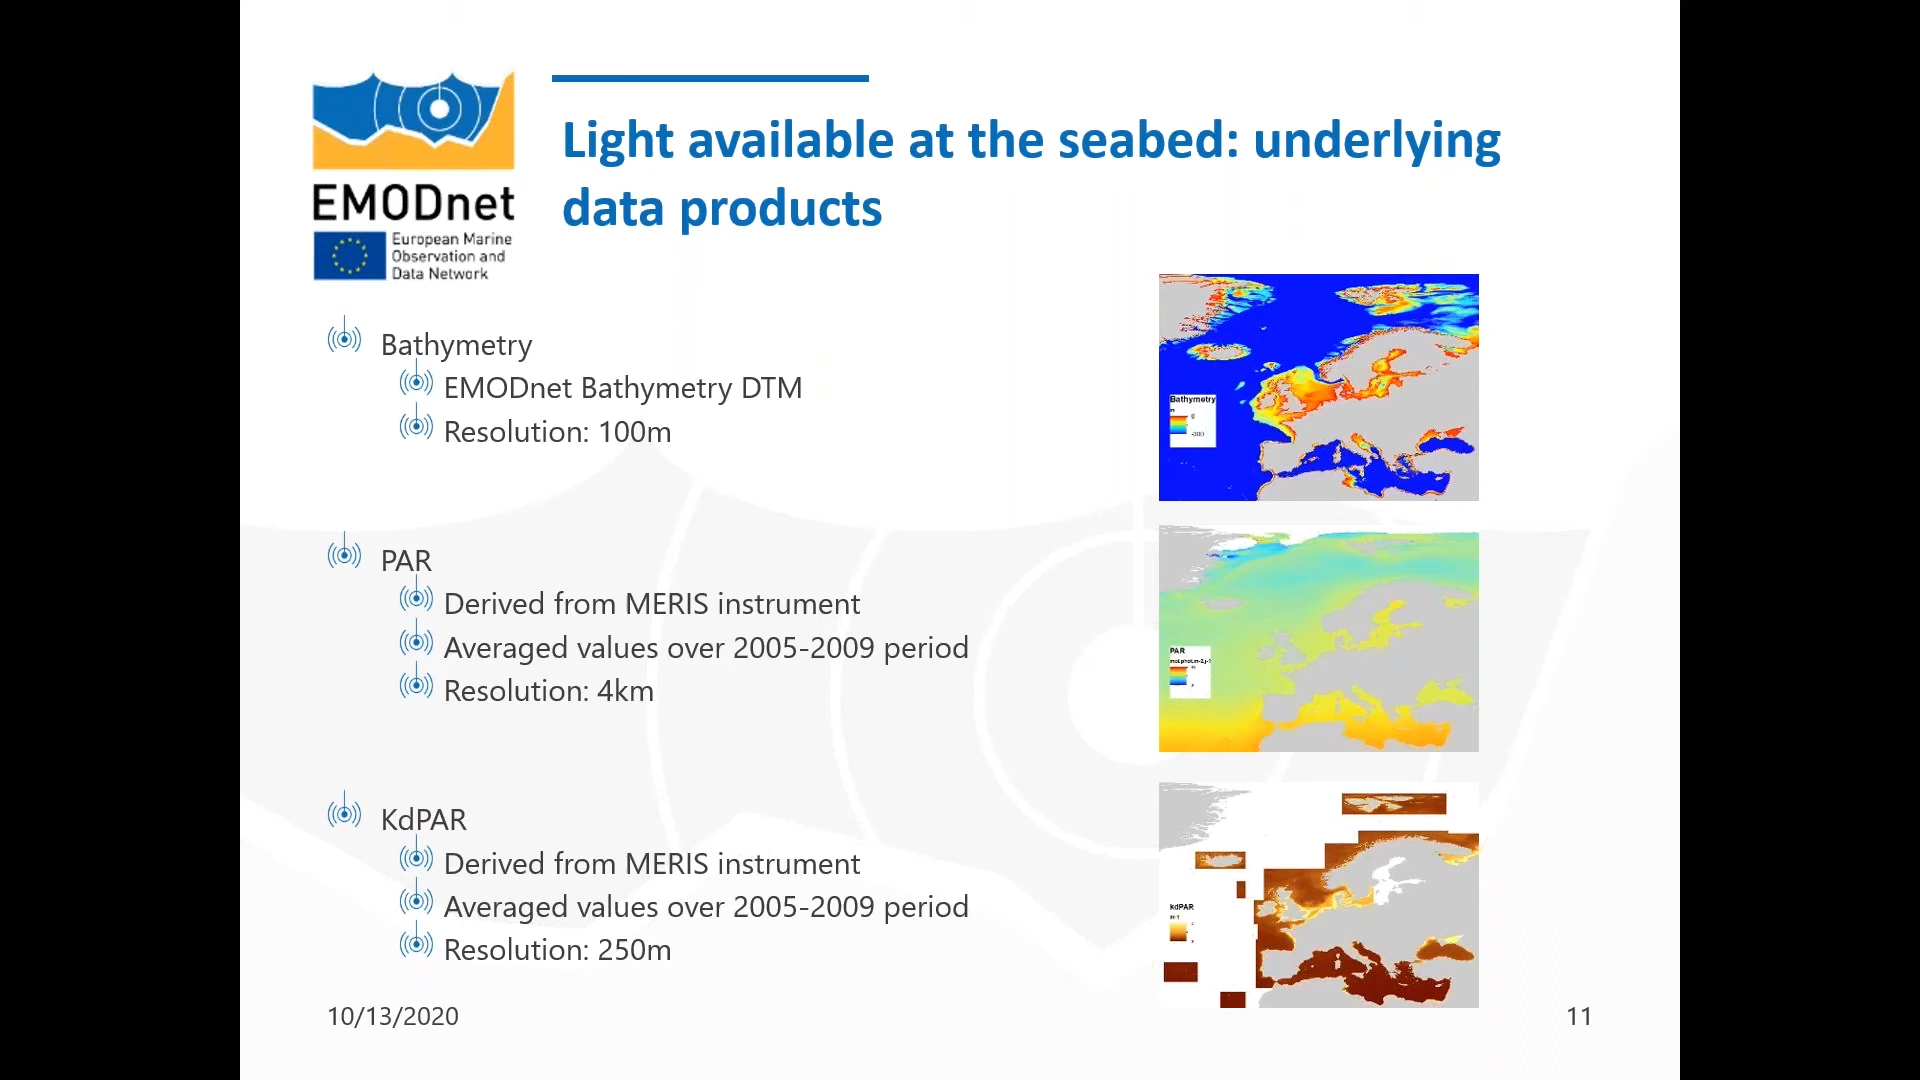 Light available at the seabed: underlying
data products
EMODnet
European Marine
Observation and
Data Network
Bathymetry
EMODnet Bathymetry DTM
Resolution: 100m
Bathymetry
m
PAR
Derived from MERIS instrument
Averaged values over 2005-2009 period
Resolution: 4km
PAR
mol.phot.m-2.j-1
KdPAR
Derived from MERIS instrument
Averaged values over 2005-2009 period
Resolution: 250m
kdPAR
m-1
10/13/2020
11